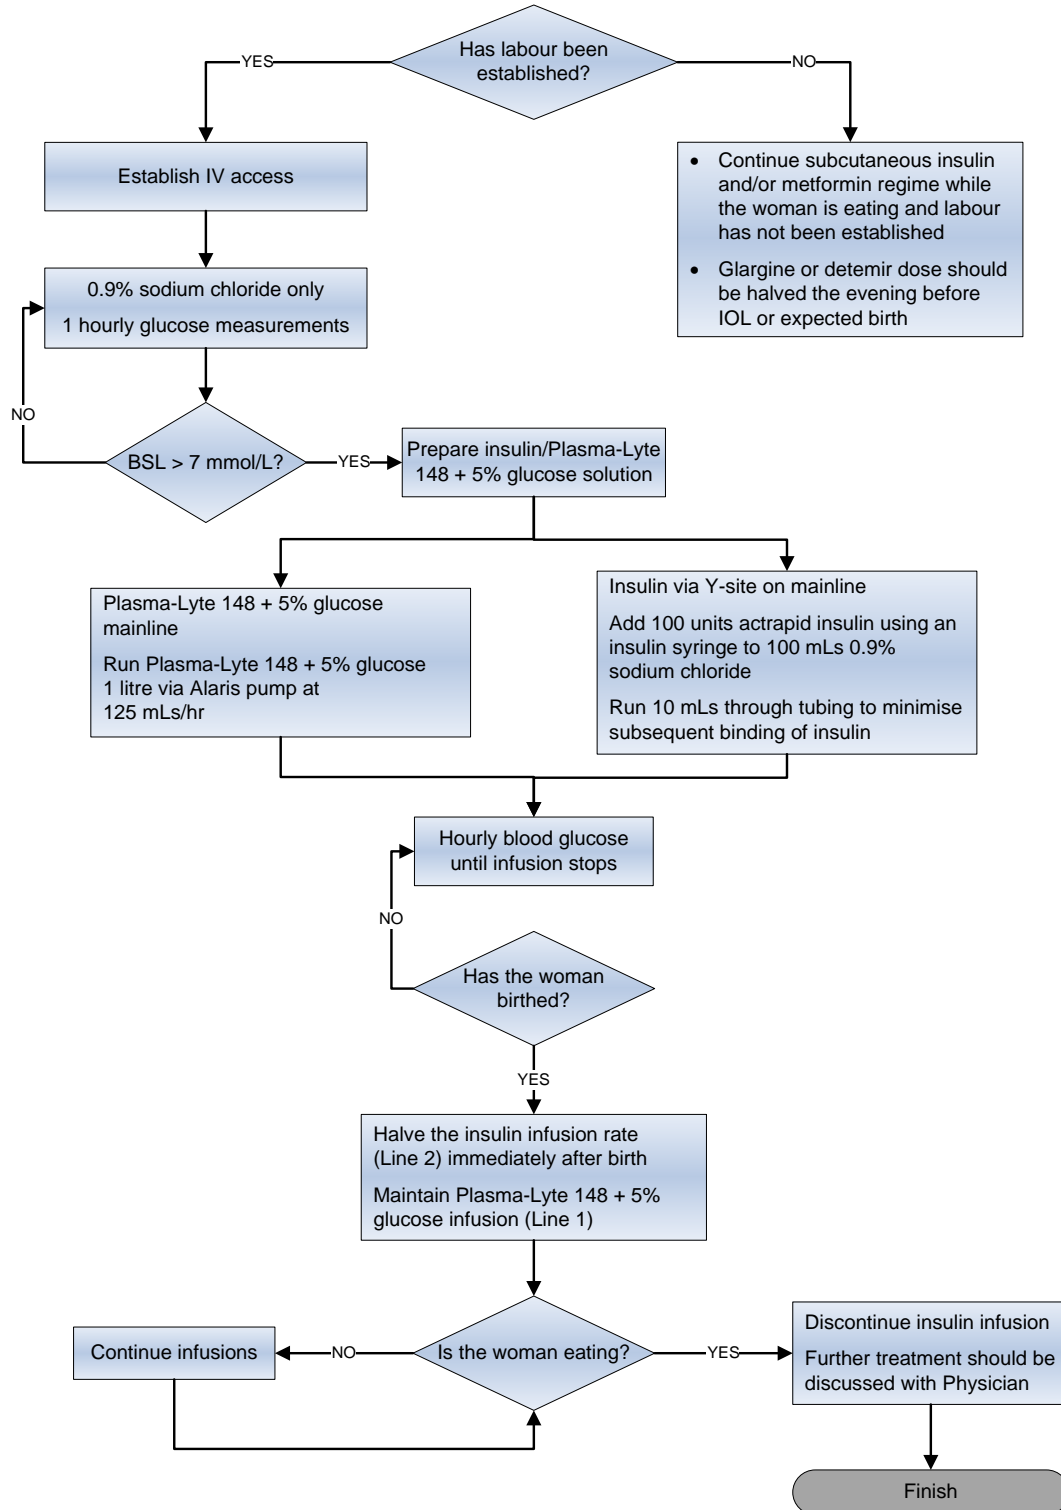 Has labour been
established?
YES
NO
Establish IV access
• Continue subcutaneous insulin
and/or metformin regime while
the woman is eating and labour
has not been established
• Glargine or detemir dose should
be halved the evening before
IOL or expected birth
0.9% sodium chloride only
1 hourly glucose measurements
NO
BSL > 7 mmol/L?
YES
Prepare insulin/Plasma-Lyte
148 + 5% glucose solution
Plasma-Lyte 148 + 5% glucose
mainline
Run Plasma-Lyte 148 + 5% glucose
1 litre via Alaris pump at
125 mLs/hr
Insulin via Y-site on mainline
Add 100 units actrapid insulin using an
insulin syringe to 100 mLs 0.9%
sodium chloride
Run 10 mLs through tubing to minimise
subsequent binding of insulin
Hourly blood glucose
until infusion stops
NO
Has the woman
birthed?
YES
Halve the insulin infusion rate
(Line 2) immediately after birth
Maintain Plasma-Lyte 148 + 5%
glucose infusion (Line 1)
Continue infusions
NO
Is the woman eating?
YES
Discontinue insulin infusion
Further treatment should be
discussed with Physician
Finish